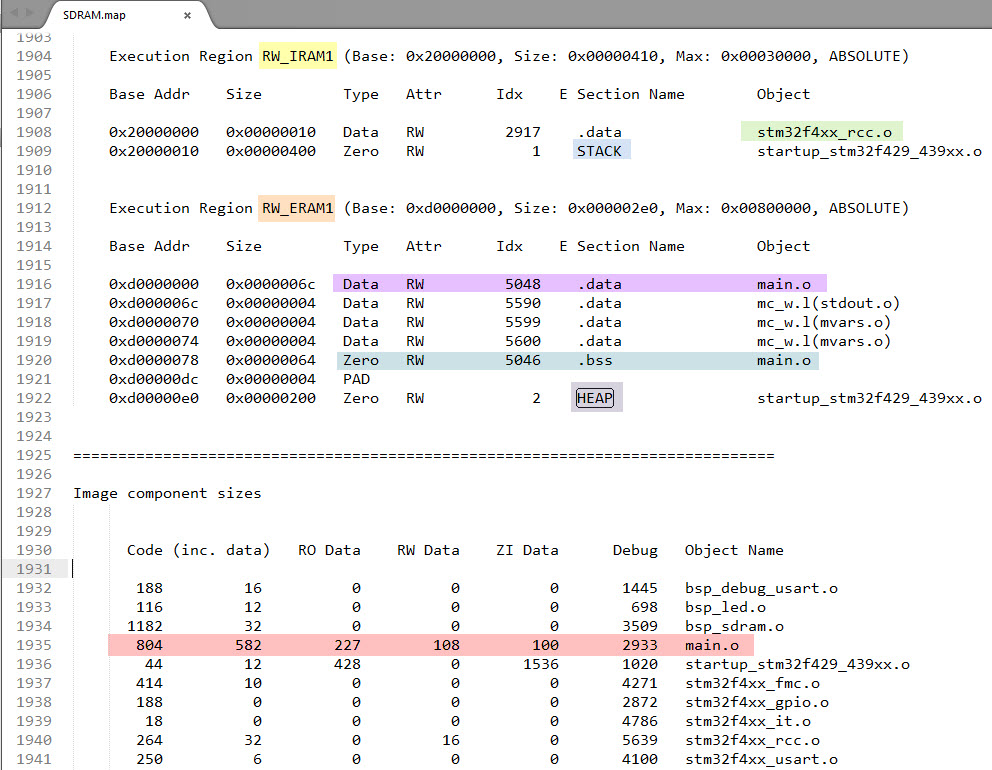 SDRAM.map ×
1903
1904 Execution Region RW_IRAM1 (Base: 0x20000000, Size: 0x00000410, Max: 0x00030000, ABSOLUTE)
1905
1906 Base Addr Size Type Attr Idx E Section Name Object
1907
1908 0x20000000 0x00000010 Data RW 2917 .data stm32f4xx_rcc.o
1909 0x20000010 0x00000400 Zero RW 1 STACK startup_stm32f429_439xx.o
1910
1911
1912 Execution Region RW_ERAM1 (Base: 0xd0000000, Size: 0x000002e0, Max: 0x00800000, ABSOLUTE)
1913
1914 Base Addr Size Type Attr Idx E Section Name Object
1915
1916 0xd0000000 0x0000006c Data RW 5048 .data main.o
1917 0xd000006c 0x00000004 Data RW 5590 .data mc_w.l(stdout.o)
1918 0xd0000070 0x00000004 Data RW 5599 .data mc_w.l(mvars.o)
1919 0xd0000074 0x00000004 Data RW 5600 .data mc_w.l(mvars.o)
1920 0xd0000078 0x00000064 Zero RW 5046 .bss main.o
1921 0xd00000dc 0x00000004 PAD
1922 0xd00000e0 0x00000200 Zero RW 2 HEAP startup_stm32f429_439xx.o
1923
1924
1925 ==============================================================================
1926
1927 Image component sizes
1928
1929
1930 Code (inc. data) RO Data RW Data ZI Data Debug Object Name
1931
1932 188 16 0 0 0 1445 bsp_debug_usart.o
1933 116 12 0 0 0 698 bsp_led.o
1934 1182 32 0 0 0 3509 bsp_sdram.o
1935 804 582 227 108 100 2933 main.o
1936 44 12 428 0 1536 1020 startup_stm32f429_439xx.o
1937 414 10 0 0 0 4271 stm32f4xx_fmc.o
1938 188 0 0 0 0 2872 stm32f4xx_gpio.o
1939 18 0 0 0 0 4786 stm32f4xx_it.o
1940 264 32 0 16 0 5639 stm32f4xx_rcc.o
1941 250 6 0 0 0 4100 stm32f4xx_usart.o